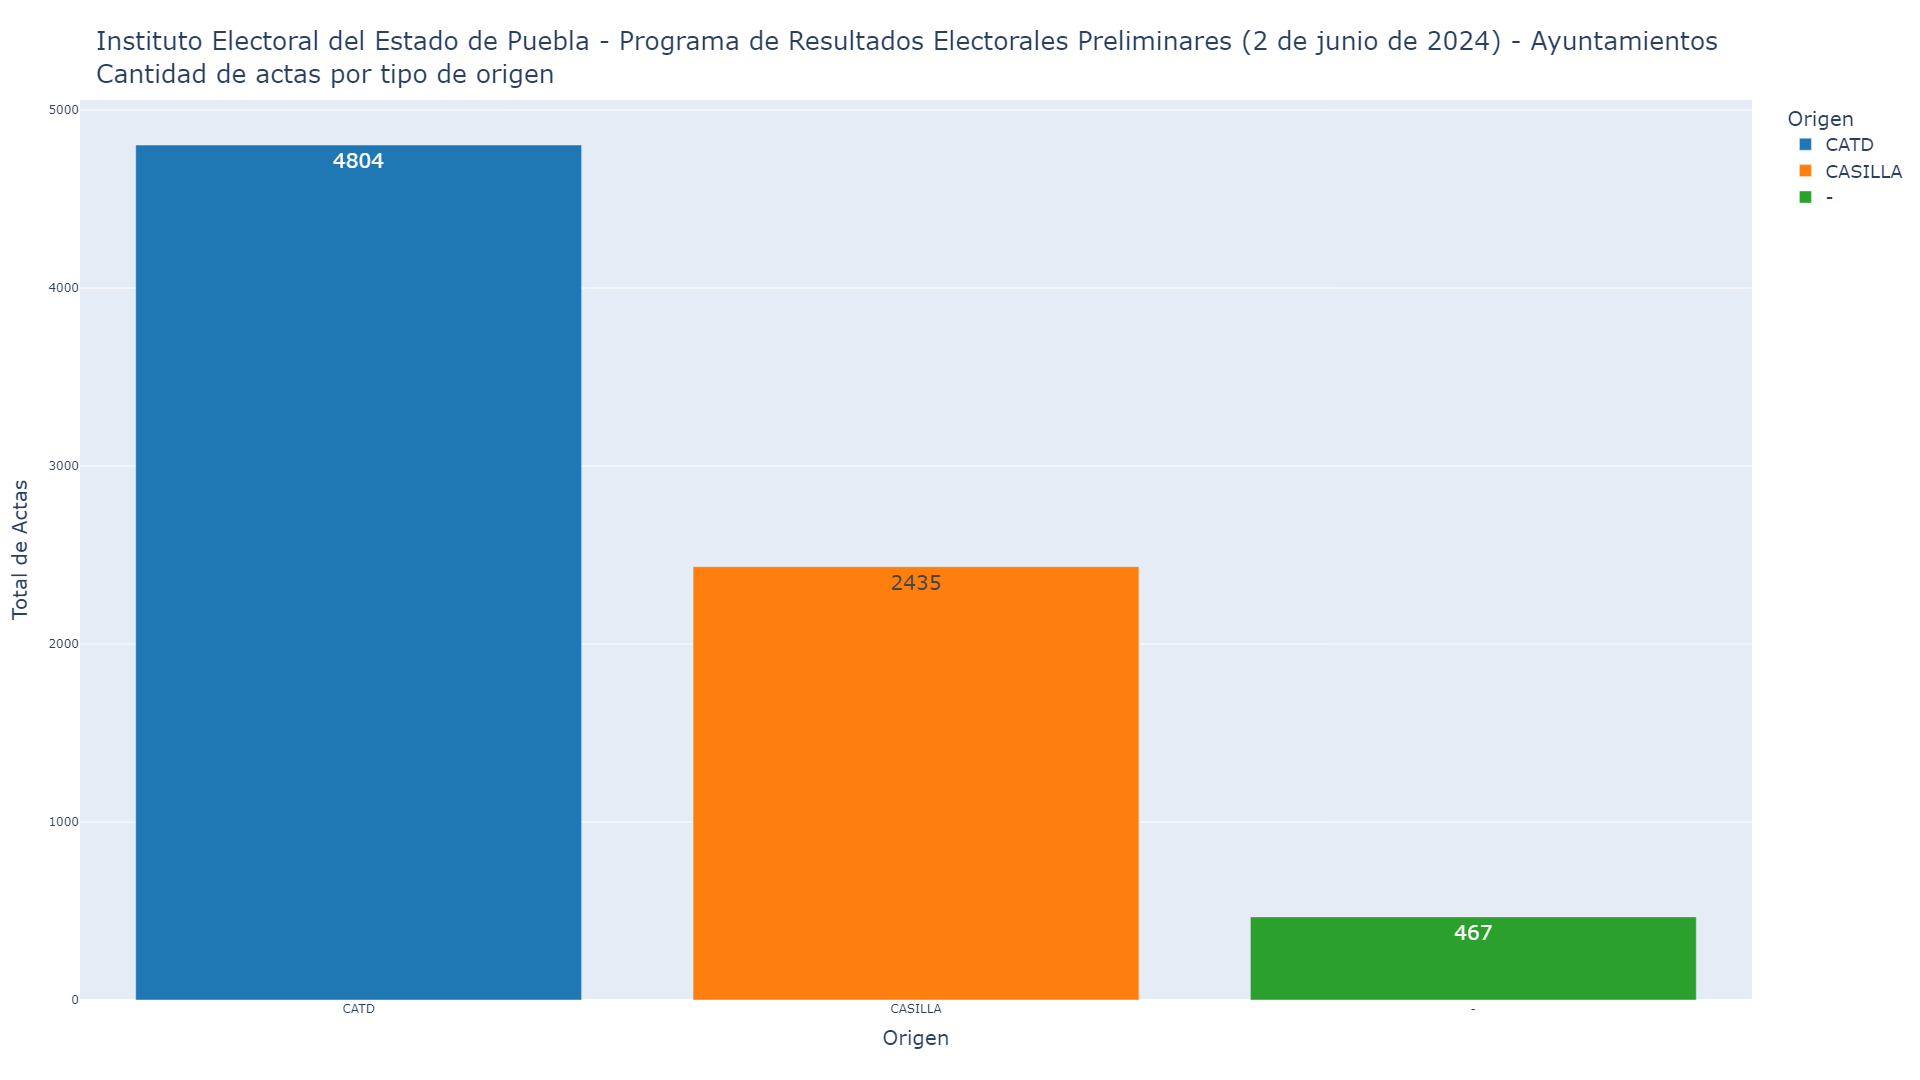 Instituto Electoral del Estado de Puebla - Programa de Resultados Electorales Preliminares (2 de junio de 2024) - Ayuntamientos
Cantidad de actas por tipo de origen
Origen
CATD
CASILLA
-
Total de Actas
5000
4000
3000
2000
1000
0
4804
2435
467
CATD
CASILLA
-
Origen